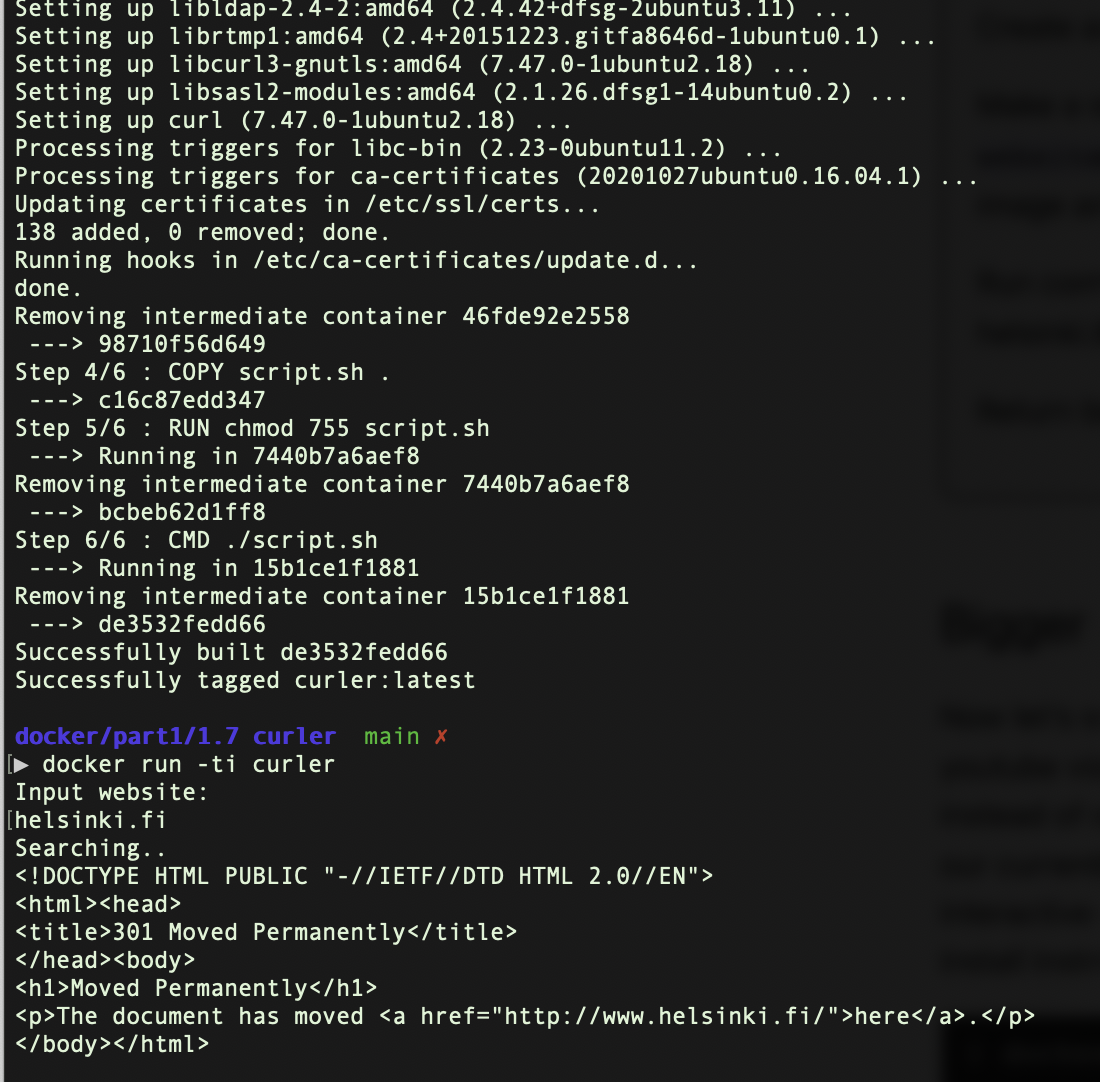 Setting up libldap-2.4-2:amd64 (2.4.42+dfsg-2ubuntu3.11) ...
Setting up librtmp1:amd64 (2.4+20151223.gitfa8646d-1ubuntu0.1) ...
Setting up libcurl3-gnutls:amd64 (7.47.0-1ubuntu2.18) ...
Setting up libsasl2-modules:amd64 (2.1.26.dfsg1-14ubuntu0.2) ...
Setting up curl (7.47.0-1ubuntu2.18) ...
Processing triggers for libc-bin (2.23-0ubuntu11.2) ...
Processing triggers for ca-certificates (20201027ubuntu0.16.04.1) ...
Updating certificates in /etc/ssl/certs...
138 added, 0 removed; done.
Running hooks in /etc/ca-certificates/update.d...
done.
Removing intermediate container 46fde92e2558
 ---> 98710f56d649
Step 4/6 : COPY script.sh .
 ---> c16c87edd347
Step 5/6 : RUN chmod 755 script.sh
 ---> Running in 7440b7a6aef8
Removing intermediate container 7440b7a6aef8
 ---> bcbeb62d1ff8
Step 6/6 : CMD ./script.sh
 ---> Running in 15b1ce1f1881
Removing intermediate container 15b1ce1f1881
 ---> de3532fedd66
Successfully built de3532fedd66
Successfully tagged curler:latest
docker/part1/1.7 curler  main ✗
[▶ docker run -ti curler
Input website:
[helsinki.fi
Searching..
<!DOCTYPE HTML PUBLIC "-//IETF//DTD HTML 2.0//EN">
<html><head>
<title>301 Moved Permanently</title>
</head><body>
<h1>Moved Permanently</h1>
<p>The document has moved <a href="http://www.helsinki.fi/">here</a>.</p>
</body></html>
Bigger